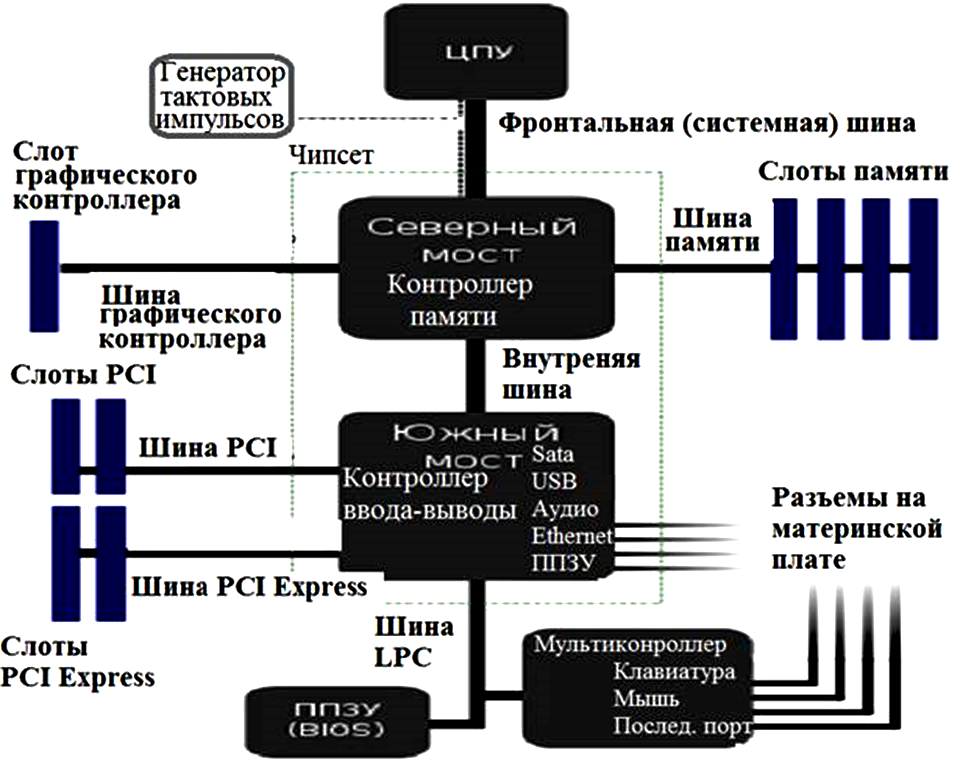 ЦПУ
Генератор
тактовых
импульсов
Фронтальная (системная) шина
Чипсет
Слот
графического
контроллера
Слоты памяти
Шина
памяти
Северный
мост
Контроллер
памяти
Шина
графического
контроллера
Внутреняя
шина
Слоты PCI
Шина PCI
Южный
мост
Контроллер
ввода-выводы
Sata
USB
Аудио
Ethernet
ППЗУ
Разъемы на
материнской
плате
Шина PCI Express
Слоты
PCI Express
Шина
LPC
Мультиконроллер
Клавиатура
Мышь
Послед. порт
ППЗУ
(BIOS)